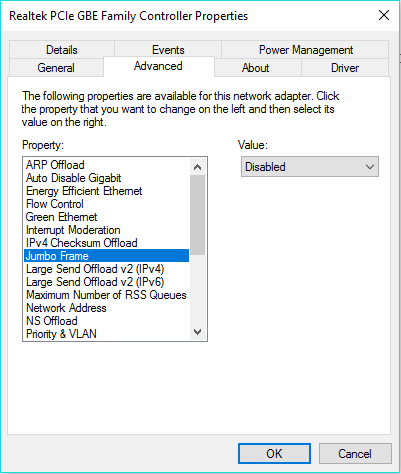 Realtek PCIe GBE Family Controller Properties
Details Events Power Management
General Advanced About Driver
The following properties are available for this network adapter. Click
the property that you want to change on the left and then select its
value on the right.
Property: Value:
ARP Offload Disabled
Auto Disable Gigabit
Energy Efficient Ethernet
Flow Control
Green Ethernet
Interrupt Moderation
IPv4 Checksum Offload
Jumbo Frame
Large Send Offload v2 (IPv4)
Large Send Offload v2 (IPv6)
Maximum Number of RSS Queues
Network Address
NS Offload
Priority & VLAN
OK Cancel